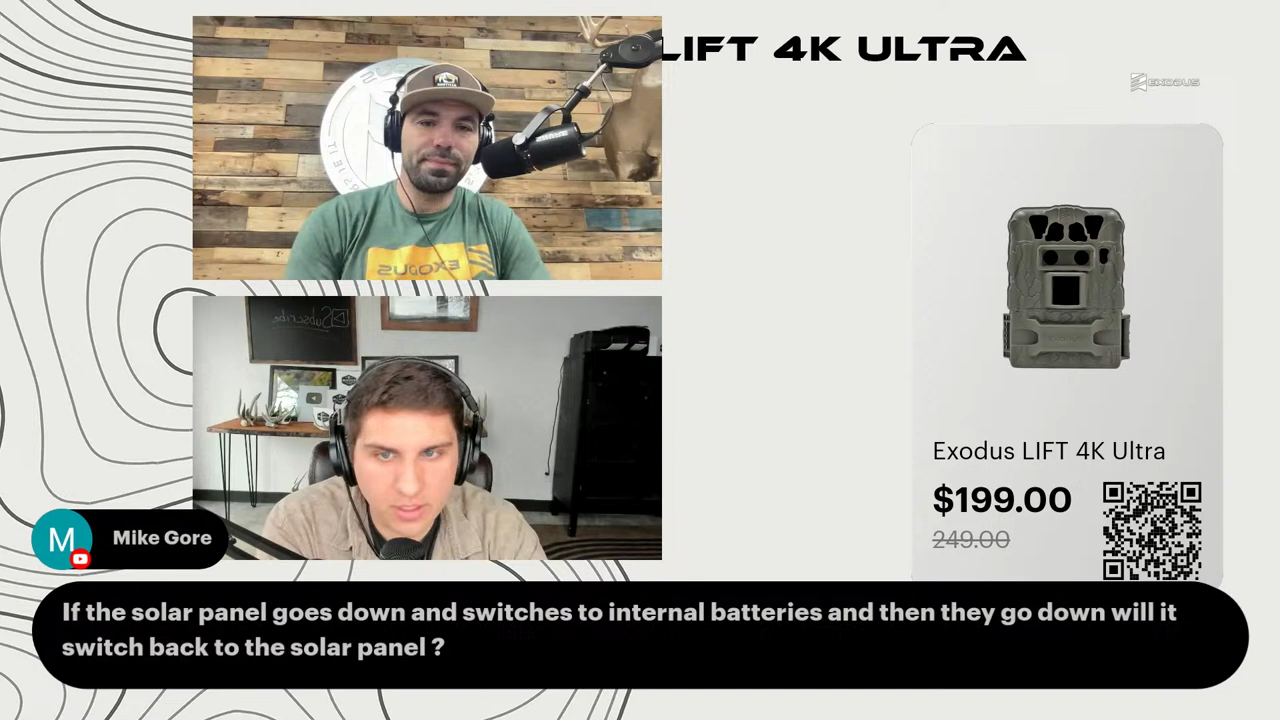 LIFT 4K ULTRA
EXODUS
Exodus LIFT 4K Ultra
$199.00
249.00
EXODUS
Subscribe
M Mike Gore
If the solar panel goes down and switches to internal batteries and then they go down will it
switch back to the solar panel ?